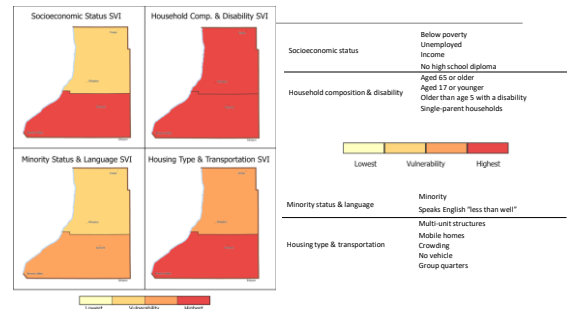 Socioeconomic Status SVI
Household Comp. & Disability SVI
Minority Status & Language SVI
Housing Type & Transportation SVI
Lowest
Vulnerability
Highest
Socioeconomic status
Below poverty
Unemployed
Income
No high school diploma
Household composition & disability
Aged 65 or older
Aged 17 or younger
Older than age 5 with a disability
Single-parent households
Lowest
Vulnerability
Highest
Minority status & language
Minority
Speaks English “less than well”
Housing type & transportation
Multi-unit structures
Mobile homes
Crowding
No vehicle
Group quarters